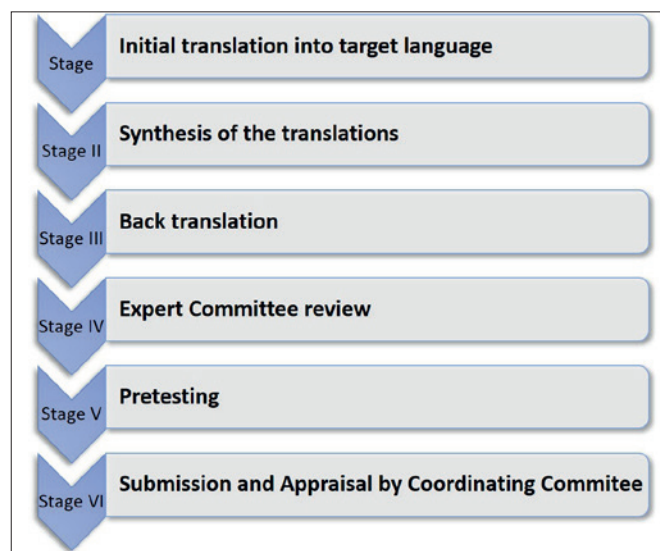 Stage
Initial translation into target language
Stage II
Synthesis of the translations
Stage III
Back translation
Stage IV
Expert Committee review
Stage V
Pretesting
Stage VI
Submission and Appraisal by Coordinating Commitee